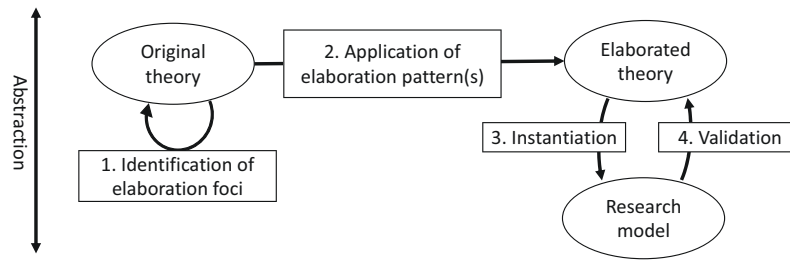 Abstraction
Original
theory
2. Application of
elaboration pattern(s)
Elaborated
theory
1. Identification of
elaboration foci
3. Instantiation
4. Validation
Research
model